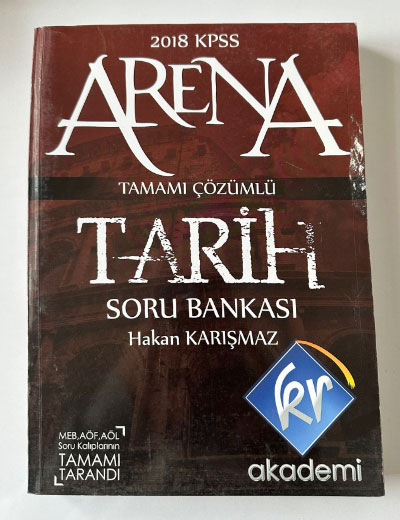 2018 KPSS
ARENA
TAMAMI ÇÖZÜMLÜ
TARİH
SORU BANKASI
Hakan KARIŞMAZ
MEB,AÖF,AÖL
Soru Kalıplarının
TAMAMI
TARANDI
kr
akademi